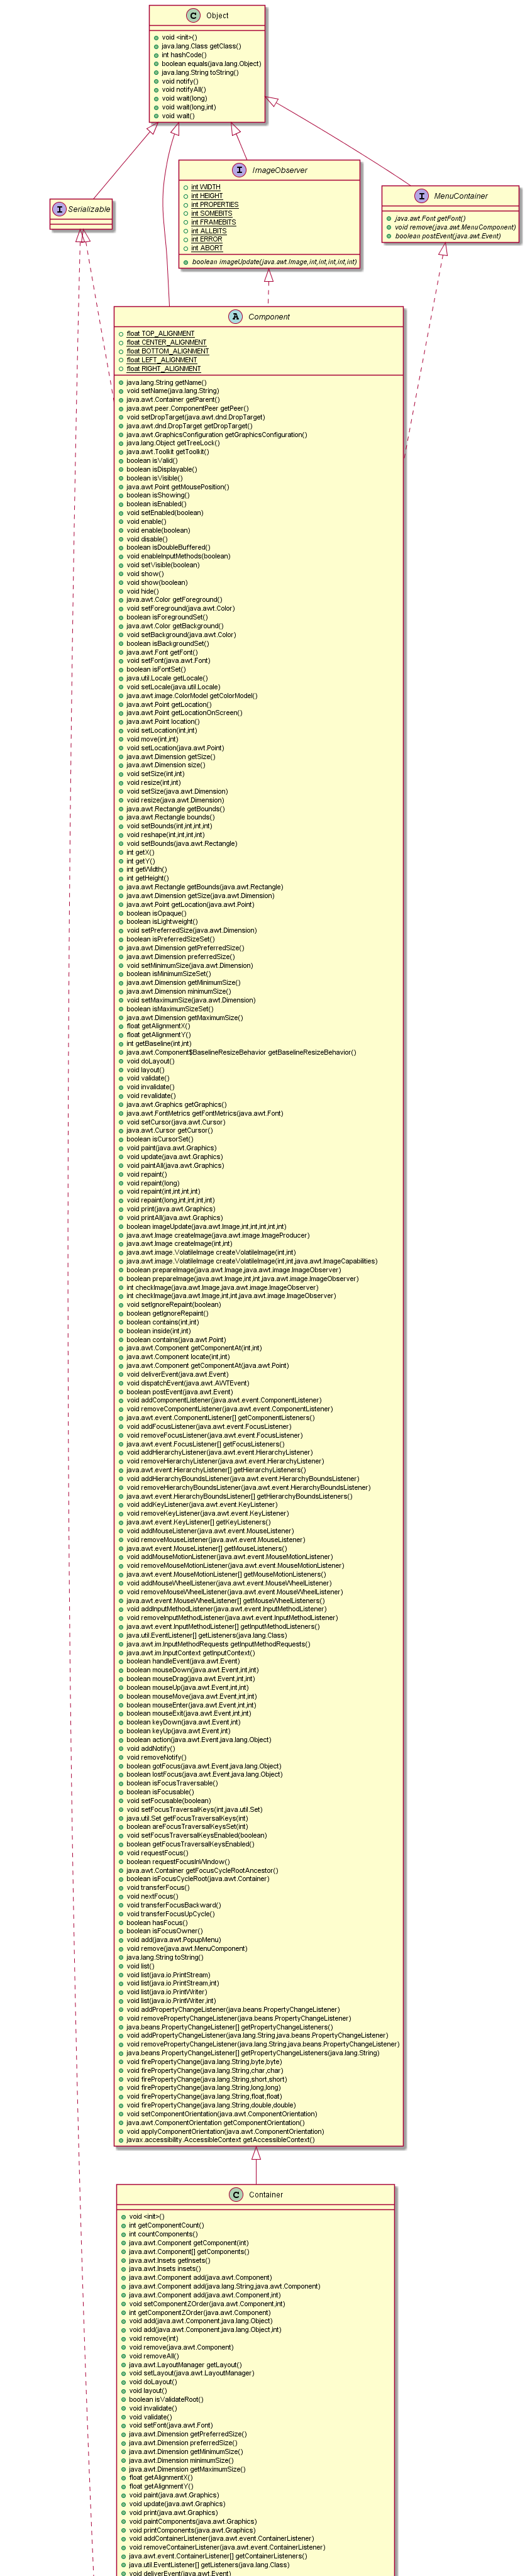 C Object
void <init>()
java.lang.Class getClass()
int hashCode()
boolean equals(java.lang.Object)
java.lang.String toString()
void notify()
void notifyAll()
void wait(long)
void wait(long,int)
void wait()
I ImageObserver
int WIDTH
int HEIGHT
int PROPERTIES
int SOMEBITS
int FRAMEBITS
int ALLBITS
int ERROR
int ABORT
boolean imageUpdate(java.awt.Image,int,int,int,int,int)
I MenuContainer
java.awt.Font getFont()
void remove(java.awt.MenuComponent)
boolean postEvent(java.awt.Event)
I Serializable
A Component
float TOP_ALIGNMENT
float CENTER_ALIGNMENT
float BOTTOM_ALIGNMENT
float LEFT_ALIGNMENT
float RIGHT_ALIGNMENT
java.lang.String getName()
void setName(java.lang.String)
java.awt.Container getParent()
java.awt.peer.ComponentPeer getPeer()
void setDropTarget(java.awt.dnd.DropTarget)
java.awt.dnd.DropTarget getDropTarget()
java.awt.GraphicsConfiguration getGraphicsConfiguration()
java.lang.Object getTreeLock()
java.awt.Toolkit getToolkit()
boolean isValid()
boolean isDisplayable()
boolean isVisible()
java.awt.Point getMousePosition()
boolean isShowing()
boolean isEnabled()
void setEnabled(boolean)
void enable()
void enable(boolean)
void disable()
boolean isDoubleBuffered()
void enableInputMethods(boolean)
void setVisible(boolean)
void show()
void show(boolean)
void hide()
java.awt.Color getForeground()
void setForeground(java.awt.Color)
boolean isForegroundSet()
java.awt.Color getBackground()
void setBackground(java.awt.Color)
boolean isBackgroundSet()
java.awt.Font getFont()
void setFont(java.awt.Font)
boolean isFontSet()
java.util.Locale getLocale()
void setLocale(java.util.Locale)
java.awt.image.ColorModel getColorModel()
java.awt.Point getLocation()
java.awt.Point getLocationOnScreen()
java.awt.Point location()
void setLocation(int,int)
void move(int,int)
void setLocation(java.awt.Point)
java.awt.Dimension getSize()
java.awt.Dimension size()
void setSize(int,int)
void resize(int,int)
void setSize(java.awt.Dimension)
void resize(java.awt.Dimension)
java.awt.Rectangle getBounds()
java.awt.Rectangle bounds()
void setBounds(int,int,int,int)
void reshape(int,int,int,int)
void setBounds(java.awt.Rectangle)
int getX()
int getY()
int getWidth()
int getHeight()
java.awt.Rectangle getBounds(java.awt.Rectangle)
java.awt.Dimension getSize(java.awt.Dimension)
java.awt.Point getLocation(java.awt.Point)
boolean isOpaque()
boolean isLightweight()
void setPreferredSize(java.awt.Dimension)
boolean isPreferredSizeSet()
java.awt.Dimension getPreferredSize()
java.awt.Dimension preferredSize()
void setMinimumSize(java.awt.Dimension)
boolean isMinimumSizeSet()
java.awt.Dimension getMinimumSize()
java.awt.Dimension minimumSize()
void setMaximumSize(java.awt.Dimension)
boolean isMaximumSizeSet()
java.awt.Dimension getMaximumSize()
float getAlignmentX()
float getAlignmentY()
int getBaseline(int,int)
java.awt.Component$BaselineResizeBehavior getBaselineResizeBehavior()
void doLayout()
void layout()
void validate()
void invalidate()
void revalidate()
java.awt.Graphics getGraphics()
java.awt.FontMetrics getFontMetrics(java.awt.Font)
void setCursor(java.awt.Cursor)
java.awt.Cursor getCursor()
boolean isCursorSet()
void paint(java.awt.Graphics)
void update(java.awt.Graphics)
void paintAll(java.awt.Graphics)
void repaint()
void repaint(long)
void repaint(int,int,int,int)
void repaint(long,int,int,int,int)
void print(java.awt.Graphics)
void printAll(java.awt.Graphics)
boolean imageUpdate(java.awt.Image,int,int,int,int,int)
java.awt.Image createImage(java.awt.image.ImageProducer)
java.awt.Image createImage(int,int)
java.awt.image.VolatileImage createVolatileImage(int,int)
java.awt.image.VolatileImage createVolatileImage(int,int,java.awt.ImageCapabilities)
boolean prepareImage(java.awt.Image,java.awt.image.ImageObserver)
boolean prepareImage(java.awt.Image,int,int,java.awt.image.ImageObserver)
int checkImage(java.awt.Image,java.awt.image.ImageObserver)
int checkImage(java.awt.Image,int,int,java.awt.image.ImageObserver)
void setIgnoreRepaint(boolean)
boolean getIgnoreRepaint()
boolean contains(int,int)
boolean inside(int,int)
boolean contains(java.awt.Point)
java.awt.Component getComponentAt(int,int)
java.awt.Component locate(int,int)
java.awt.Component getComponentAt(java.awt.Point)
void deliverEvent(java.awt.Event)
void dispatchEvent(java.awt.AWTEvent)
boolean postEvent(java.awt.Event)
void addComponentListener(java.awt.event.ComponentListener)
void removeComponentListener(java.awt.event.ComponentListener)
java.awt.event.ComponentListener[] getComponentListeners()
void addFocusListener(java.awt.event.FocusListener)
void removeFocusListener(java.awt.event.FocusListener)
java.awt.event.FocusListener[] getFocusListeners()
void addHierarchyListener(java.awt.event.HierarchyListener)
void removeHierarchyListener(java.awt.event.HierarchyListener)
java.awt.event.HierarchyListener[] getHierarchyListeners()
void addHierarchyBoundsListener(java.awt.event.HierarchyBoundsListener)
void removeHierarchyBoundsListener(java.awt.event.HierarchyBoundsListener)
java.awt.event.HierarchyBoundsListener[] getHierarchyBoundsListeners()
void addKeyListener(java.awt.event.KeyListener)
void removeKeyListener(java.awt.event.KeyListener)
java.awt.event.KeyListener[] getKeyListeners()
void addMouseListener(java.awt.event.MouseListener)
void removeMouseListener(java.awt.event.MouseListener)
java.awt.event.MouseListener[] getMouseListeners()
void addMouseMotionListener(java.awt.event.MouseMotionListener)
void removeMouseMotionListener(java.awt.event.MouseMotionListener)
java.awt.event.MouseMotionListener[] getMouseMotionListeners()
void addMouseWheelListener(java.awt.event.MouseWheelListener)
void removeMouseWheelListener(java.awt.event.MouseWheelListener)
java.awt.event.MouseWheelListener[] getMouseWheelListeners()
void addInputMethodListener(java.awt.event.InputMethodListener)
void removeInputMethodListener(java.awt.event.InputMethodListener)
java.awt.event.InputMethodListener[] getInputMethodListeners()
java.util.EventListener[] getListeners(java.lang.Class)
java.awt.im.InputMethodRequests getInputMethodRequests()
java.awt.im.InputContext getInputContext()
boolean handleEvent(java.awt.Event)
boolean mouseDown(java.awt.Event,int,int)
boolean mouseDrag(java.awt.Event,int,int)
boolean mouseUp(java.awt.Event,int,int)
boolean mouseMove(java.awt.Event,int,int)
boolean mouseEnter(java.awt.Event,int,int)
boolean mouseExit(java.awt.Event,int,int)
boolean keyDown(java.awt.Event,int)
boolean keyUp(java.awt.Event,int)
boolean action(java.awt.Event,java.lang.Object)
void addNotify()
void removeNotify()
boolean gotFocus(java.awt.Event,java.lang.Object)
boolean lostFocus(java.awt.Event,java.lang.Object)
boolean isFocusTraversable()
boolean isFocusable()
void setFocusable(boolean)
void setFocusTraversalKeys(int,java.util.Set)
java.util.Set getFocusTraversalKeys(int)
boolean areFocusTraversalKeysSet(int)
void setFocusTraversalKeysEnabled(boolean)
boolean getFocusTraversalKeysEnabled()
void requestFocus()
boolean requestFocusInWindow()
java.awt.Container getFocusCycleRootAncestor()
boolean isFocusCycleRoot(java.awt.Container)
void transferFocus()
void nextFocus()
void transferFocusBackward()
void transferFocusUpCycle()
boolean hasFocus()
boolean isFocusOwner()
void add(java.awt.PopupMenu)
void remove(java.awt.MenuComponent)
java.lang.String toString()
void list()
void list(java.io.PrintStream)
void list(java.io.PrintStream,int)
void list(java.io.PrintWriter)
void list(java.io.PrintWriter,int)
void addPropertyChangeListener(java.beans.PropertyChangeListener)
void removePropertyChangeListener(java.beans.PropertyChangeListener)
java.beans.PropertyChangeListener[] getPropertyChangeListeners()
void addPropertyChangeListener(java.lang.String,java.beans.PropertyChangeListener)
void removePropertyChangeListener(java.lang.String,java.beans.PropertyChangeListener)
java.beans.PropertyChangeListener[] getPropertyChangeListeners(java.lang.String)
void firePropertyChange(java.lang.String,byte,byte)
void firePropertyChange(java.lang.String,char,char)
void firePropertyChange(java.lang.String,short,short)
void firePropertyChange(java.lang.String,long,long)
void firePropertyChange(java.lang.String,float,float)
void firePropertyChange(java.lang.String,double,double)
void setComponentOrientation(java.awt.ComponentOrientation)
java.awt.ComponentOrientation getComponentOrientation()
void applyComponentOrientation(java.awt.ComponentOrientation)
javax.accessibility.AccessibleContext getAccessibleContext()
C Container
void <init>()
int getComponentCount()
int countComponents()
java.awt.Component getComponent(int)
java.awt.Component[] getComponents()
java.awt.Insets getInsets()
java.awt.Insets insets()
java.awt.Component add(java.awt.Component)
java.awt.Component add(java.lang.String,java.awt.Component)
java.awt.Component add(java.awt.Component,int)
void setComponentZOrder(java.awt.Component,int)
int getComponentZOrder(java.awt.Component)
void add(java.awt.Component,java.lang.Object)
void add(java.awt.Component,java.lang.Object,int)
void remove(int)
void remove(java.awt.Component)
void removeAll()
java.awt.LayoutManager getLayout()
void setLayout(java.awt.LayoutManager)
void doLayout()
void layout()
boolean isValidateRoot()
void invalidate()
void validate()
void setFont(java.awt.Font)
java.awt.Dimension getPreferredSize()
java.awt.Dimension preferredSize()
java.awt.Dimension getMinimumSize()
java.awt.Dimension minimumSize()
java.awt.Dimension getMaximumSize()
float getAlignmentX()
float getAlignmentY()
void paint(java.awt.Graphics)
void update(java.awt.Graphics)
void print(java.awt.Graphics)
void paintComponents(java.awt.Graphics)
void printComponents(java.awt.Graphics)
void addContainerListener(java.awt.event.ContainerListener)
void removeContainerListener(java.awt.event.ContainerListener)
java.awt.event.ContainerListener[] getContainerListeners()
java.util.EventListener[] getListeners(java.lang.Class)
void deliverEvent(java.awt.Event)